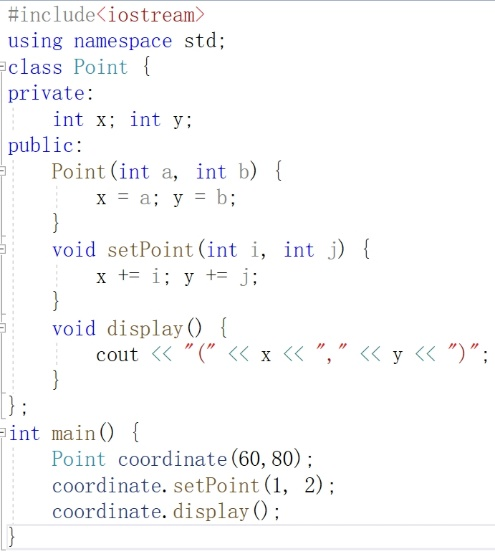 #include<iostream>
using namespace std;
class Point {
private:
    int x; int y;
public:
    Point(int a, int b) {
        x = a; y = b;
    }
    void setPoint(int i, int j) {
        x += i; y += j;
    }
    void display() {
        cout << "(" << x << "," << y << ")";
    }
};
int main() {
    Point coordinate(60,80);
    coordinate.setPoint(1, 2);
    coordinate.display();
}